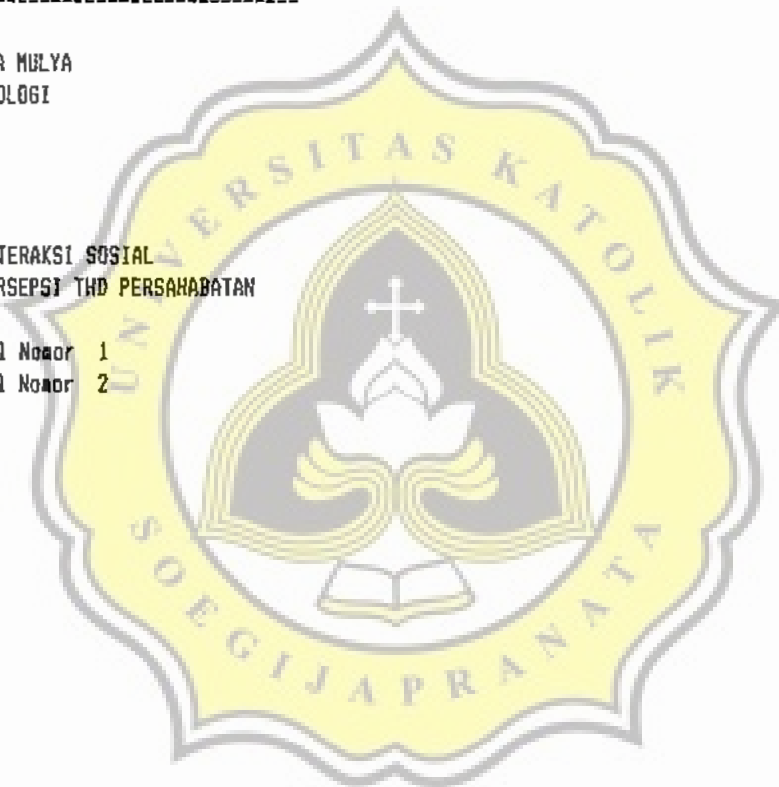 R MULYA
OLOGI
TERAKSI SOSIAL
RSEPSI THD PERSAHABATAN
l Nomor 1
l Nomor 2
UNIVERSITAS KATOLIK
SOEGIJAPRANATA